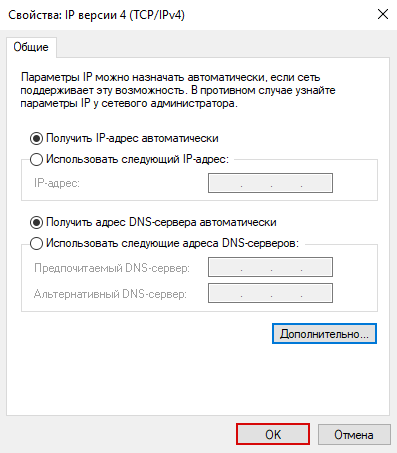 Свойства: IP версии 4 (TCP/IPv4)
Общие
Параметры IP можно назначать автоматически, если сеть
поддерживает эту возможность. В противном случае узнайте
параметры IP у сетевого администратора.
Получить IP-адрес автоматически
Использовать следующий IP-адрес:
IP-адрес:
Получить адрес DNS-сервера автоматически
Использовать следующие адреса DNS-серверов:
Предпочитаемый DNS-сервер:
Альтернативный DNS-сервер:
Дополнительно...
OK Отмена